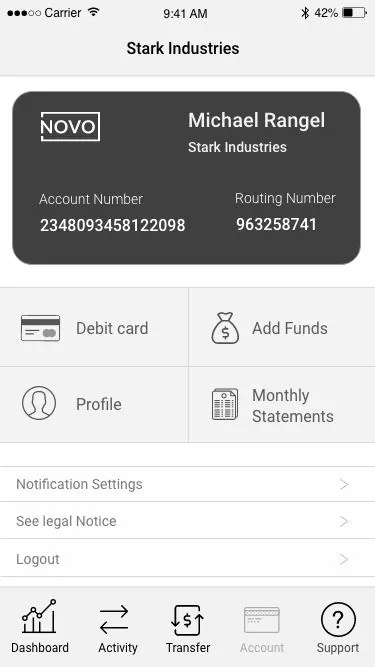 Carrier 9:41 AM 42%
Stark Industries
NOVO
Michael Rangel
Stark Industries
Account Number Routing Number
2348093458122098 963258741
Debit card Add Funds
Profile Monthly
Statements
Notification Settings
See legal Notice
Logout
Dashboard Activity Transfer Account Support